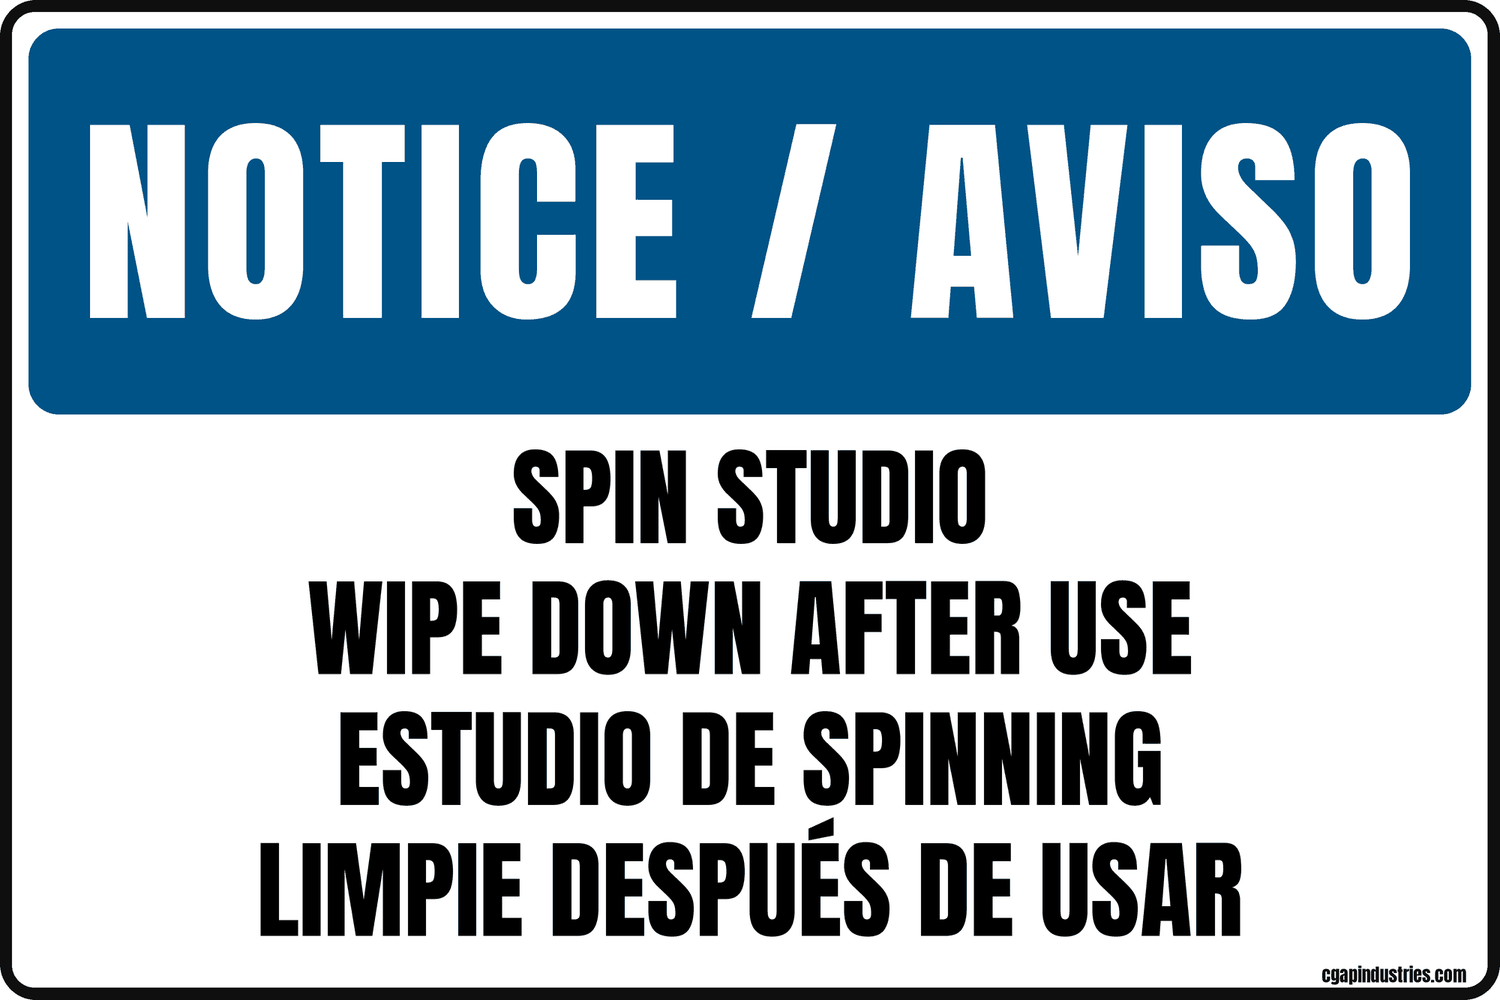 NOTICE / AVISO
SPIN STUDIO
WIPE DOWN AFTER USE
ESTUDIO DE SPINNING
LIMPIE DESPUÉS DE USAR
cgapindustries.com